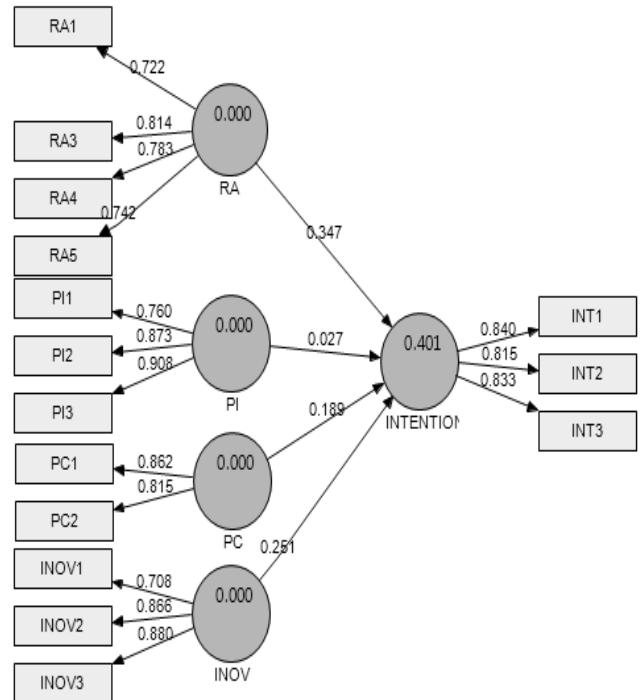 RA1
0.722
0.000
RA3
0.814
0.783
RA4
0.742
RA
RA5
0.347
PI1
0.760
0.000
PI2
0.873
0.027
0.908
PI3
PI
0.401
INTENTION
0.840
INT1
0.815
INT2
0.833
INT3
PC1
0.862
0.000
0.189
0.815
PC2
PC
0.251
INOV1
0.708
0.000
INOV2
0.866
0.880
INOV3
INOV